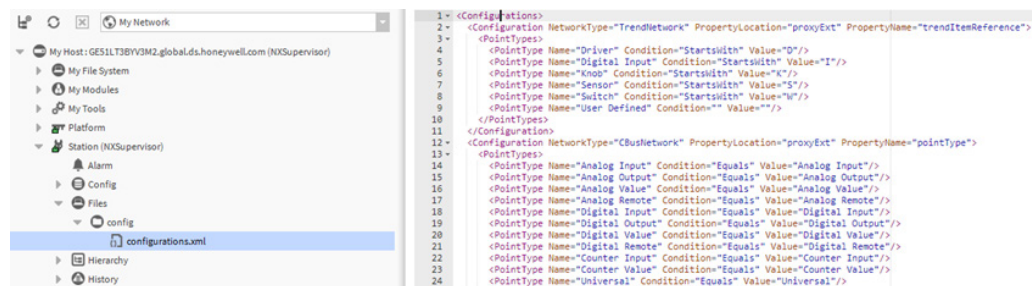 My Network
My Host : GE51LT3BYV3M2.global.ds.honeywell.com (NXSupervisor)
My File System
My Modules
My Tools
Platform
Station (NXSupervisor)
Alarm
Config
Files
config
configurations.xml
Hierarchy
History
1 <Configurations>
2 <Configuration NetworkType="TrendNetwork" PropertyLocation="proxyExt" PropertyName="trendItemReference">
3 <PointTypes>
4 <PointType Name="Driver" Condition="StartsWith" Value="D"/>
5 <PointType Name="Digital Input" Condition="StartsWith" Value="I"/>
6 <PointType Name="Knob" Condition="StartsWith" Value="K"/>
7 <PointType Name="Sensor" Condition="StartsWith" Value="S"/>
8 <PointType Name="Switch" Condition="StartsWith" Value="W"/>
9 <PointType Name="User Defined" Condition="" Value=""/>
10 </PointTypes>
11 </Configuration>
12 <Configuration NetworkType="CBusNetwork" PropertyLocation="proxyExt" PropertyName="pointType">
13 <PointTypes>
14 <PointType Name="Analog Input" Condition="Equals" Value="Analog Input"/>
15 <PointType Name="Analog Output" Condition="Equals" Value="Analog Output"/>
16 <PointType Name="Analog Value" Condition="Equals" Value="Analog Value"/>
17 <PointType Name="Analog Remote" Condition="Equals" Value="Analog Remote"/>
18 <PointType Name="Digital Input" Condition="Equals" Value="Digital Input"/>
19 <PointType Name="Digital Output" Condition="Equals" Value="Digital Output"/>
20 <PointType Name="Digital Value" Condition="Equals" Value="Digital Value"/>
21 <PointType Name="Digital Remote" Condition="Equals" Value="Digital Remote"/>
22 <PointType Name="Counter Input" Condition="Equals" Value="Counter Input"/>
23 <PointType Name="Counter Value" Condition="Equals" Value="Counter Value"/>
24 <PointType Name="Universal" Condition="Equals" Value="Universal"/>